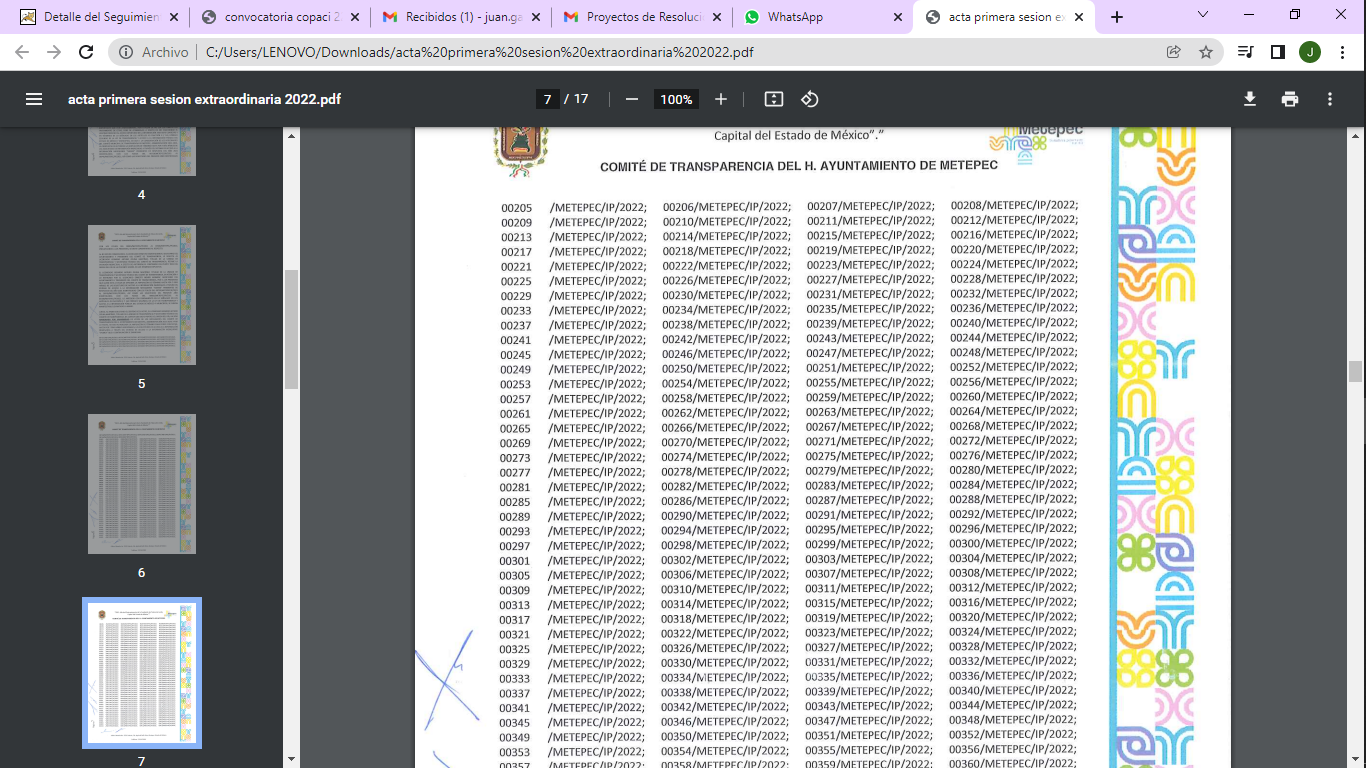 Detalle del Seguimien
convocatoria copaci 2
Recibidos (1) - juan.ga
Proyectos de Resoluci
WhatsApp
acta primera sesion ex
Archivo C:/Users/LENOVO/Downloads/acta%20primera%20sesion%20extraordinaria%202022.pdf
J
acta primera sesion extraordinaria 2022.pdf
7 / 17
100%
4
5
6
7
Capital del Estado de México"."
Metepec
COMITÉ DE TRANSPARENCIA DEL AYUNTAMIENTO DE METEPEC
00205 /METEPEC/IP/2022; 00206/METEPEC/IP/2022; 00207/METEPEC/IP/2022; 00208/METEPEC/IP/2022;
00209 /METEPEC/IP/2022; 00210/METEPEC/IP/2022; 00211/METEPEC/IP/2022; 00212/METEPEC/IP/2022;
00213 /METEPEC/IP/2022; 00214/METEPEC/IP/2022; 00215/METEPEC/IP/2022; 00216/METEPEC/IP/2022;
00217 /METEPEC/IP/2022; 00218/METEPEC/IP/2022; 00219/METEPEC/IP/2022; 00220/METEPEC/IP/2022;
00221 /METEPEC/IP/2022; 00222/METEPEC/IP/2022; 00223/METEPEC/IP/2022; 00224/METEPEC/IP/2022;
00225 /METEPEC/IP/2022; 00226/METEPEC/IP/2022; 00227/METEPEC/IP/2022; 00228/METEPEC/IP/2022;
00229 /METEPEC/IP/2022; 00230/METEPEC/IP/2022; 00231/METEPEC/IP/2022; 00232/METEPEC/IP/2022;
00233 /METEPEC/IP/2022; 00234/METEPEC/IP/2022; 00235/METEPEC/IP/2022; 00236/METEPEC/IP/2022;
00237 /METEPEC/IP/2022; 00238/METEPEC/IP/2022; 00239/METEPEC/IP/2022; 00240/METEPEC/IP/2022;
00241 /METEPEC/IP/2022; 00242/METEPEC/IP/2022; 00243/METEPEC/IP/2022; 00244/METEPEC/IP/2022;
00245 /METEPEC/IP/2022; 00246/METEPEC/IP/2022; 00247/METEPEC/IP/2022; 00248/METEPEC/IP/2022;
00249 /METEPEC/IP/2022; 00250/METEPEC/IP/2022; 00251/METEPEC/IP/2022; 00252/METEPEC/IP/2022;
00253 /METEPEC/IP/2022; 00254/METEPEC/IP/2022; 00255/METEPEC/IP/2022; 00256/METEPEC/IP/2022;
00257 /METEPEC/IP/2022; 00258/METEPEC/IP/2022; 00259/METEPEC/IP/2022; 00260/METEPEC/IP/2022;
00261 /METEPEC/IP/2022; 00262/METEPEC/IP/2022; 00263/METEPEC/IP/2022; 00264/METEPEC/IP/2022;
00265 /METEPEC/IP/2022; 00266/METEPEC/IP/2022; 00267/METEPEC/IP/2022; 00268/METEPEC/IP/2022;
00269 /METEPEC/IP/2022; 00270/METEPEC/IP/2022; 00271/METEPEC/IP/2022; 00272/METEPEC/IP/2022;
00273 /METEPEC/IP/2022; 00274/METEPEC/IP/2022; 00275/METEPEC/IP/2022; 00276/METEPEC/IP/2022;
00277 /METEPEC/IP/2022; 00278/METEPEC/IP/2022; 00279/METEPEC/IP/2022; 00280/METEPEC/IP/2022;
00281 /METEPEC/IP/2022; 00282/METEPEC/IP/2022; 00283/METEPEC/IP/2022; 00284/METEPEC/IP/2022;
00285 /METEPEC/IP/2022; 00286/METEPEC/IP/2022; 00287/METEPEC/IP/2022; 00288/METEPEC/IP/2022;
00289 /METEPEC/IP/2022; 00290/METEPEC/IP/2022; 00291/METEPEC/IP/2022; 00292/METEPEC/IP/2022;
00293 /METEPEC/IP/2022; 00294/METEPEC/IP/2022; 00295/METEPEC/IP/2022; 00296/METEPEC/IP/2022;
00297 /METEPEC/IP/2022; 00298/METEPEC/IP/2022; 00299/METEPEC/IP/2022; 00300/METEPEC/IP/2022;
00301 /METEPEC/IP/2022; 00302/METEPEC/IP/2022; 00303/METEPEC/IP/2022; 00304/METEPEC/IP/2022;
00305 /METEPEC/IP/2022; 00306/METEPEC/IP/2022; 00307/METEPEC/IP/2022; 00308/METEPEC/IP/2022;
00309 /METEPEC/IP/2022; 00310/METEPEC/IP/2022; 00311/METEPEC/IP/2022; 00312/METEPEC/IP/2022;
00313 /METEPEC/IP/2022; 00314/METEPEC/IP/2022; 00315/METEPEC/IP/2022; 00316/METEPEC/IP/2022;
00317 /METEPEC/IP/2022; 00318/METEPEC/IP/2022; 00319/METEPEC/IP/2022; 00320/METEPEC/IP/2022;
00321 /METEPEC/IP/2022; 00322/METEPEC/IP/2022; 00323/METEPEC/IP/2022; 00324/METEPEC/IP/2022;
00325 /METEPEC/IP/2022; 00326/METEPEC/IP/2022; 00327/METEPEC/IP/2022; 00328/METEPEC/IP/2022;
00329 /METEPEC/IP/2022; 00330/METEPEC/IP/2022; 00331/METEPEC/IP/2022; 00332/METEPEC/IP/2022;
00333 /METEPEC/IP/2022; 00334/METEPEC/IP/2022; 00335/METEPEC/IP/2022; 00336/METEPEC/IP/2022;
00337 /METEPEC/IP/2022; 00338/METEPEC/IP/2022; 00339/METEPEC/IP/2022; 00340/METEPEC/IP/2022;
00341 /METEPEC/IP/2022; 00342/METEPEC/IP/2022; 00343/METEPEC/IP/2022; 00344/METEPEC/IP/2022;
00345 /METEPEC/IP/2022; 00346/METEPEC/IP/2022; 00347/METEPEC/IP/2022; 00348/METEPEC/IP/2022;
00349 /METEPEC/IP/2022; 00350/METEPEC/IP/2022; 00351/METEPEC/IP/2022; 00352/METEPEC/IP/2022;
00353 /METEPEC/IP/2022; 00354/METEPEC/IP/2022; 00355/METEPEC/IP/2022; 00356/METEPEC/IP/2022;
00357 /METEPEC/IP/2022; 00358/METEPEC/IP/2022; 00359/METEPEC/IP/2022; 00360/METEPEC/IP/2022;